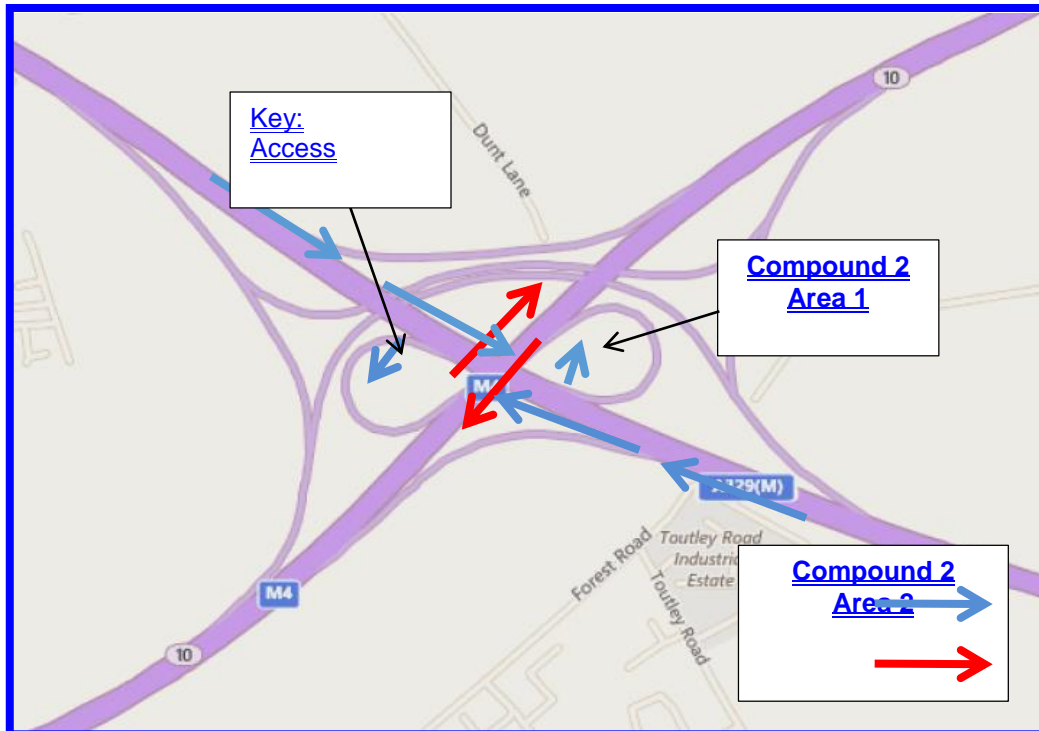 10
Key:
Access
Dunt Lane
Compound 2
Area 1
A329(M)
Forest Road
Toutley Road
Industrial
Estate
Toutley Road
Compound 2
Area 2
M4
10